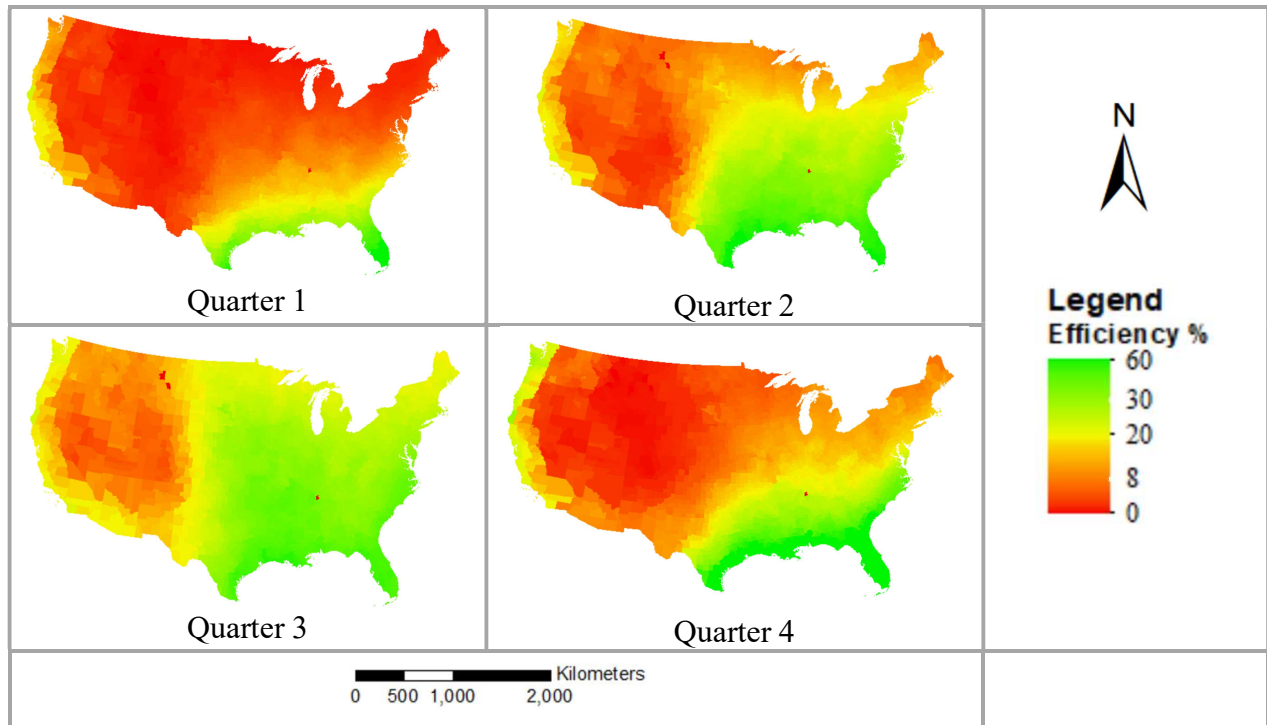 Quarter 1
Quarter 2
N
Legend
Efficiency %
60
30
20
8
0
Quarter 3
Quarter 4
Kilometers
0 500 1,000 2,000